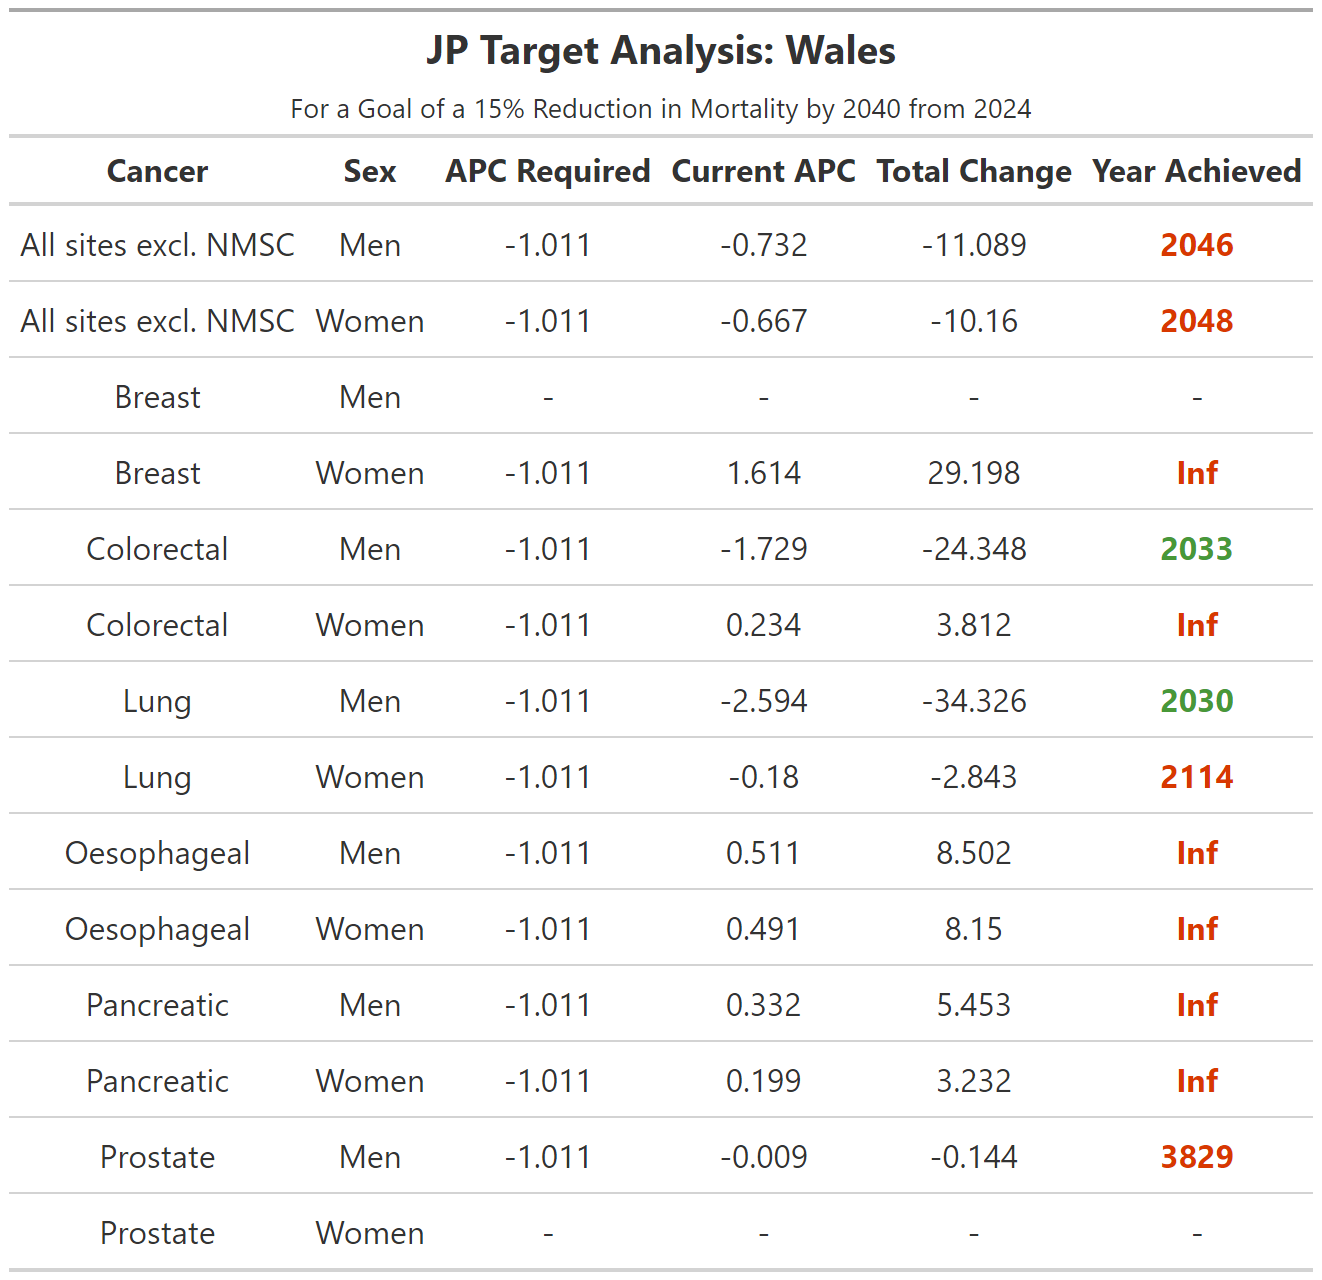 JP Target Analysis: Wales
For a Goal of a 15% Reduction in Mortality by 2040 from 2024
Cancer Sex APC Required Current APC Total Change Year Achieved
All sites excl. NMSC Men -1.011 -0.732 -11.089 2046
All sites excl. NMSC Women -1.011 -0.667 -10.16 2048
Breast Men - - - -
Breast Women -1.011 1.614 29.198 Inf
Colorectal Men -1.011 -1.729 -24.348 2033
Colorectal Women -1.011 0.234 3.812 Inf
Lung Men -1.011 -2.594 -34.326 2030
Lung Women -1.011 -0.18 -2.843 2114
Oesophageal Men -1.011 0.511 8.502 Inf
Oesophageal Women -1.011 0.491 8.15 Inf
Pancreatic Men -1.011 0.332 5.453 Inf
Pancreatic Women -1.011 0.199 3.232 Inf
Prostate Men -1.011 -0.009 -0.144 3829
Prostate Women - - - -